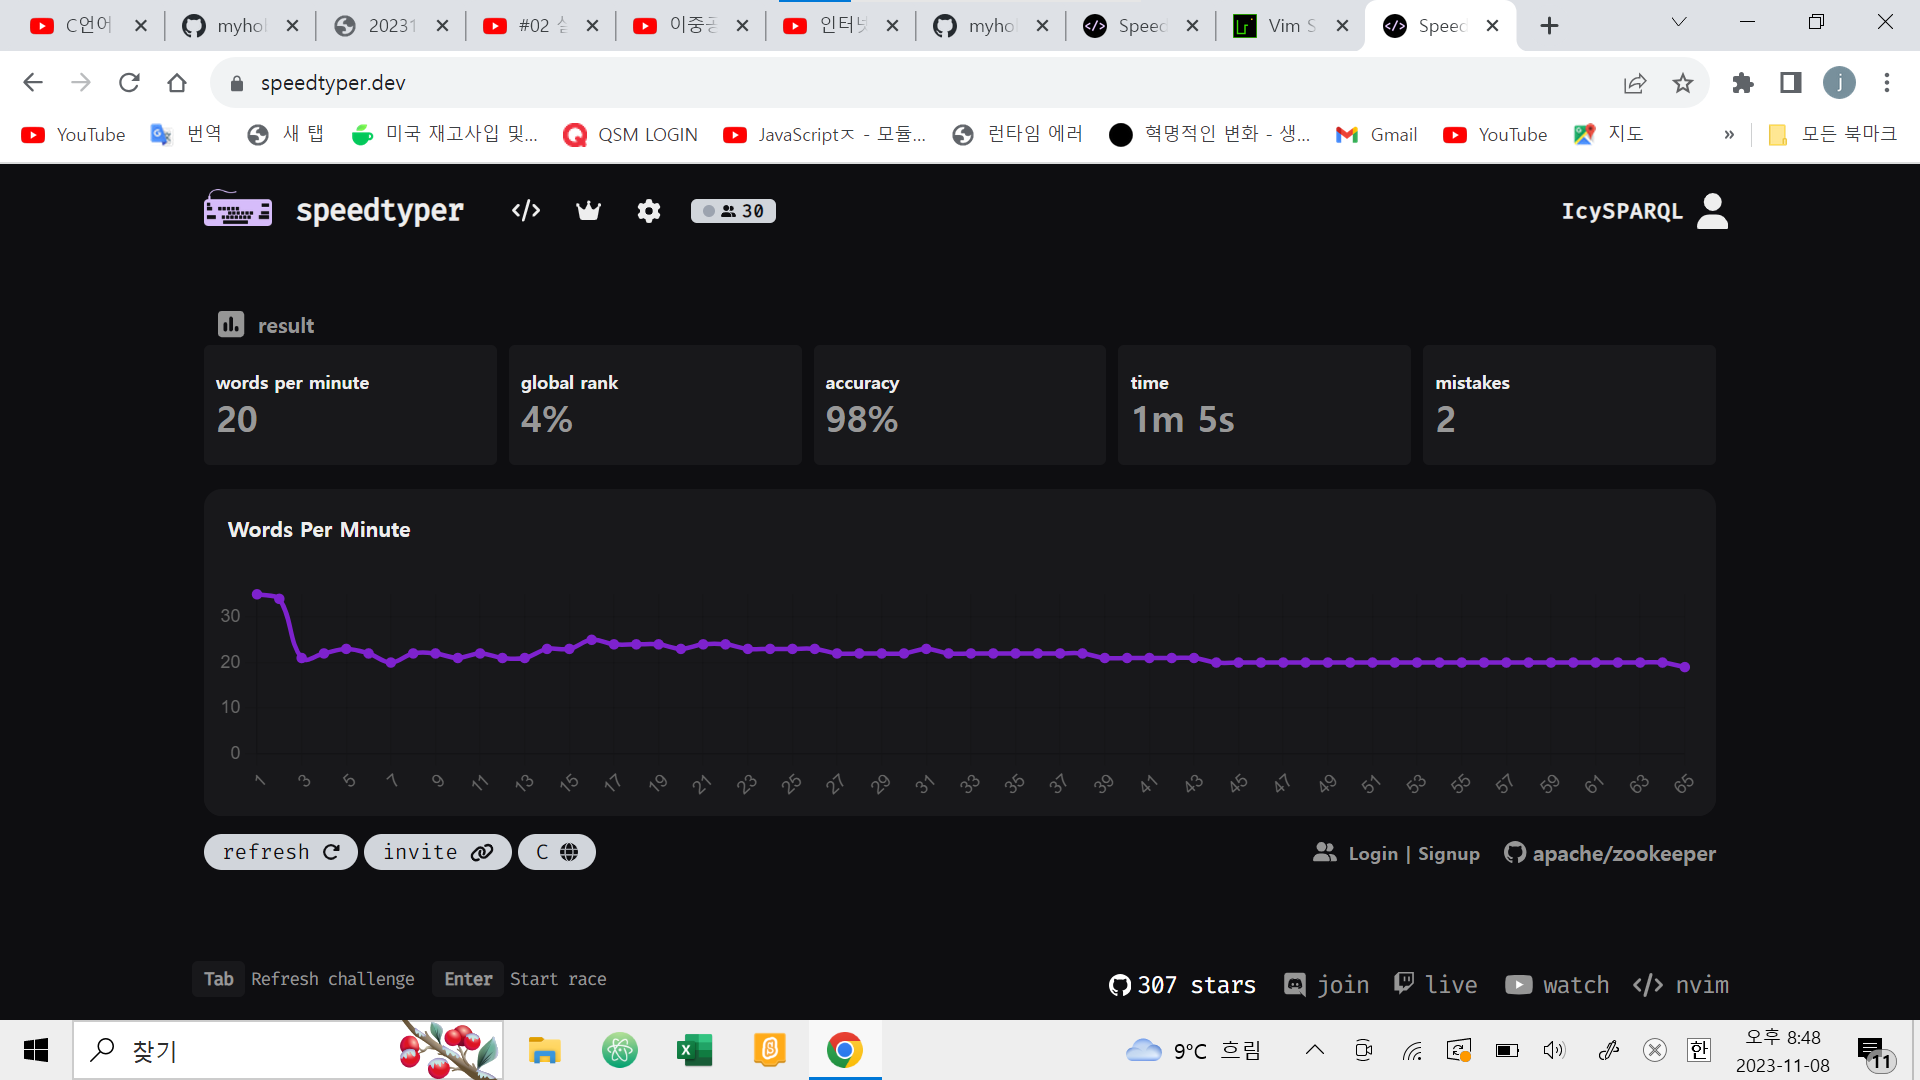 C언어
myhol
20231
#02 실
이중공
인터넷
myhol
Speed
Vim S
Speed
speedtyper.dev
j
YouTube
번역
새 탭
미국 재고사입 및...
QSM LOGIN
JavaScriptㅈ - 모듈...
런타임 에러
혁명적인 변화 - 생...
Gmail
YouTube
지도
»
모든 북마크
speedtyper
30
IcySPARQL
result
words per minute
20
global rank
4%
accuracy
98%
time
1m 5s
mistakes
2
Words Per Minute
30
20
10
0
1 3 5 7 9 11 13 15 17 19 21 23 25 27 29 31 33 35 37 39 41 43 45 47 49 51 53 55 57 59 61 63 65
refresh
invite
C
Login | Signup
apache/zookeeper
Tab Refresh challenge
Enter Start race
307 stars
join
live
watch
nvim
찾기
9°C 흐림
한
오후 8:48
2023-11-08
11